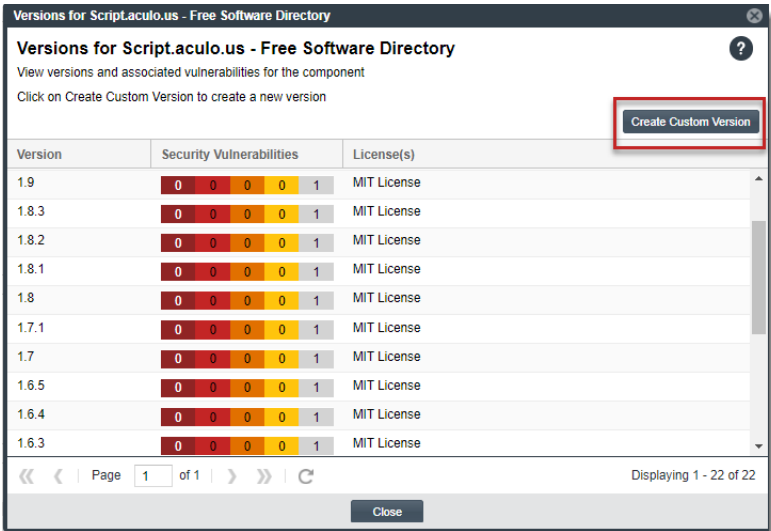 Versions for Script.aculo.us - Free Software Directory
Versions for Script.aculo.us - Free Software Directory
?
View versions and associated vulnerabilities for the component
Click on Create Custom Version to create a new version
Create Custom Version
Version Security Vulnerabilities License(s)
1.9 0 0 0 0 1 MIT License
1.8.3 0 0 0 0 1 MIT License
1.8.2 0 0 0 0 1 MIT License
1.8.1 0 0 0 0 1 MIT License
1.8 0 0 0 0 1 MIT License
1.7.1 0 0 0 0 1 MIT License
1.7 0 0 0 0 1 MIT License
1.6.5 0 0 0 0 1 MIT License
1.6.4 0 0 0 0 1 MIT License
1.6.3 0 0 0 0 1 MIT License
Page 1 of 1 Displaying 1 - 22 of 22
Close